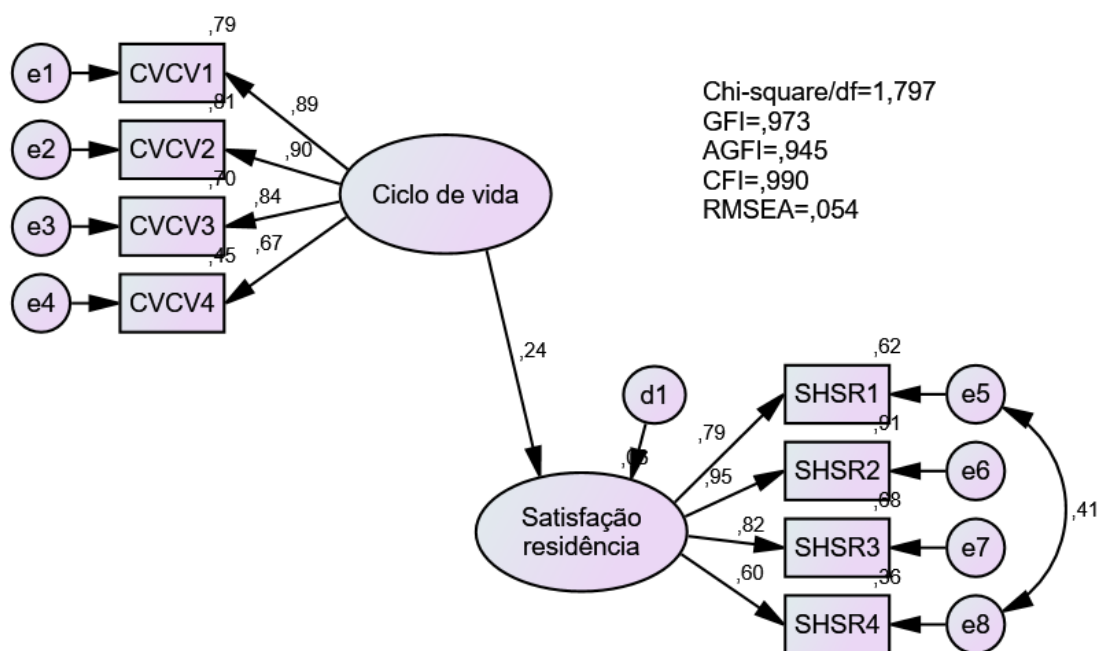 ,79
e1
CVCV1
,89
,81
e2
CVCV2
,90
,70
e3
CVCV3
,84
,45
e4
CVCV4
,67
Ciclo de vida
Chi-square/df=1,797
GFI=,973
AGFI=,945
CFI=,990
RMSEA=,054
,24
d1
Satisfação
residência
,62
,79
SHSR1
e5
,91
,95
SHSR2
e6
,68
,82
SHSR3
e7
,41
,36
,60
SHSR4
e8